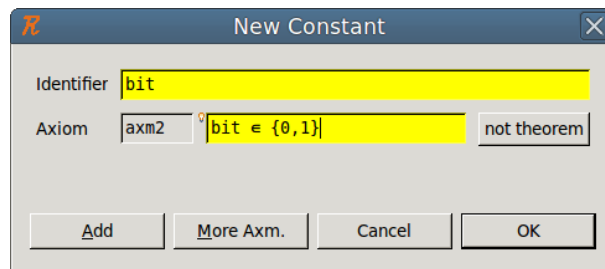 New Constant
Identifier bit
Axiom axm2 bit ∈ {0,1} not theorem
Add More Axm. Cancel OK